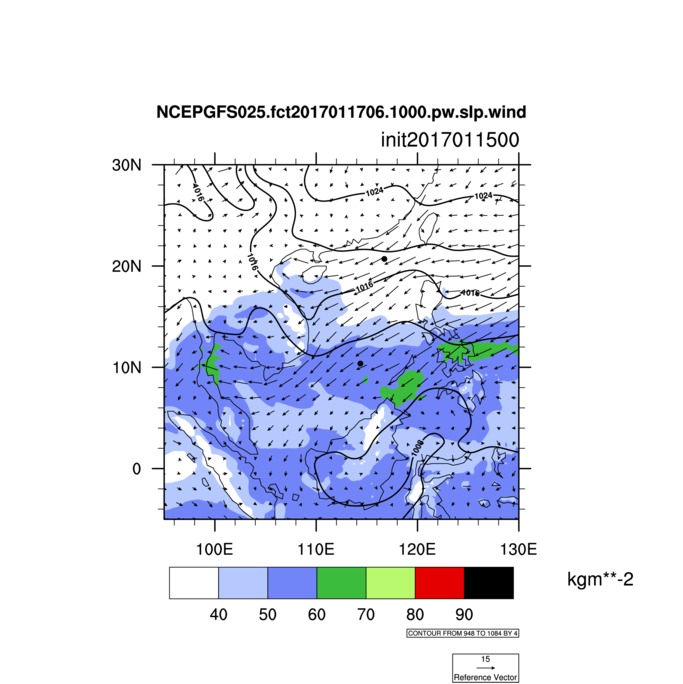 NCEPGFS025.fct2017011706.1000.pw.slp.wind
init2017011500
30N
1024
1024
1016
20N
1016
1016
1016
10N
1008
0
100E 110E 120E 130E
kgm**-2
40 50 60 70 80 90
CONTOUR FROM 948 TO 1084 BY 4
15
Reference Vector